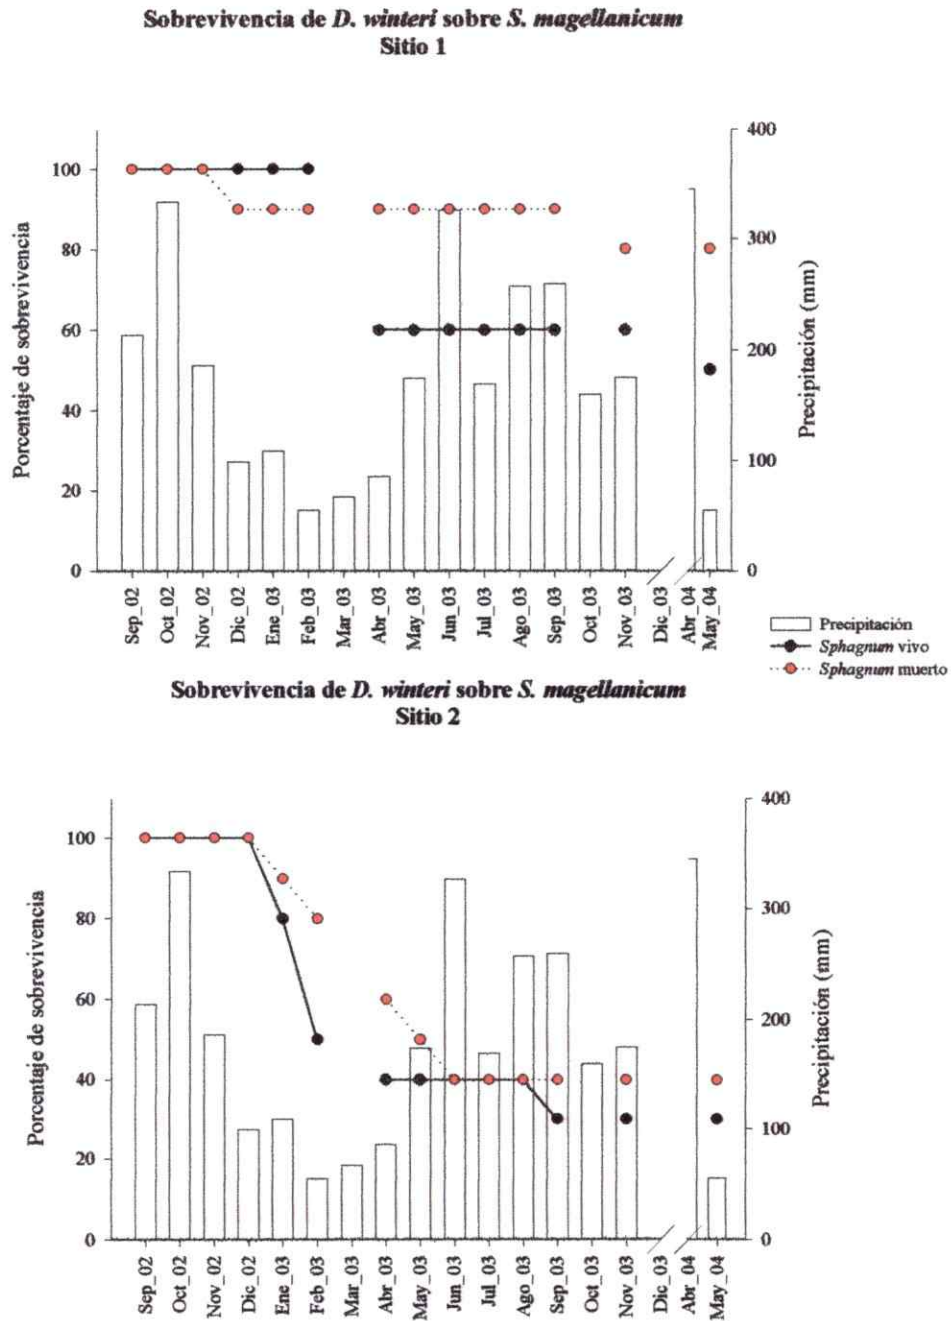 Sobrevivencia de D. winteri sobre S. magellanicum
Sitio 1
Porcentaje de sobrevivencia
100
80
60
40
20
0
400
300
200
100
0
Precipitación (mm)
Sep_02
Oct_02
Nov_02
Dic_02
Ene_03
Feb_03
Mar_03
Abr_03
May_03
Jun_03
Jul_03
Ago_03
Sep_03
Oct_03
Nov_03
Dic_03
Abr_04
May_04
Precipitación
Sphagnum vivo
Sphagnum muerto
Sobrevivencia de D. winteri sobre S. magellanicum
Sitio 2
Porcentaje de sobrevivencia
100
80
60
40
20
0
400
300
200
100
0
Precipitación (mm)
Sep_02
Oct_02
Nov_02
Dic_02
Ene_03
Feb_03
Mar_03
Abr_03
May_03
Jun_03
Jul_03
Ago_03
Sep_03
Oct_03
Nov_03
Dic_03
Abr_04
May_04